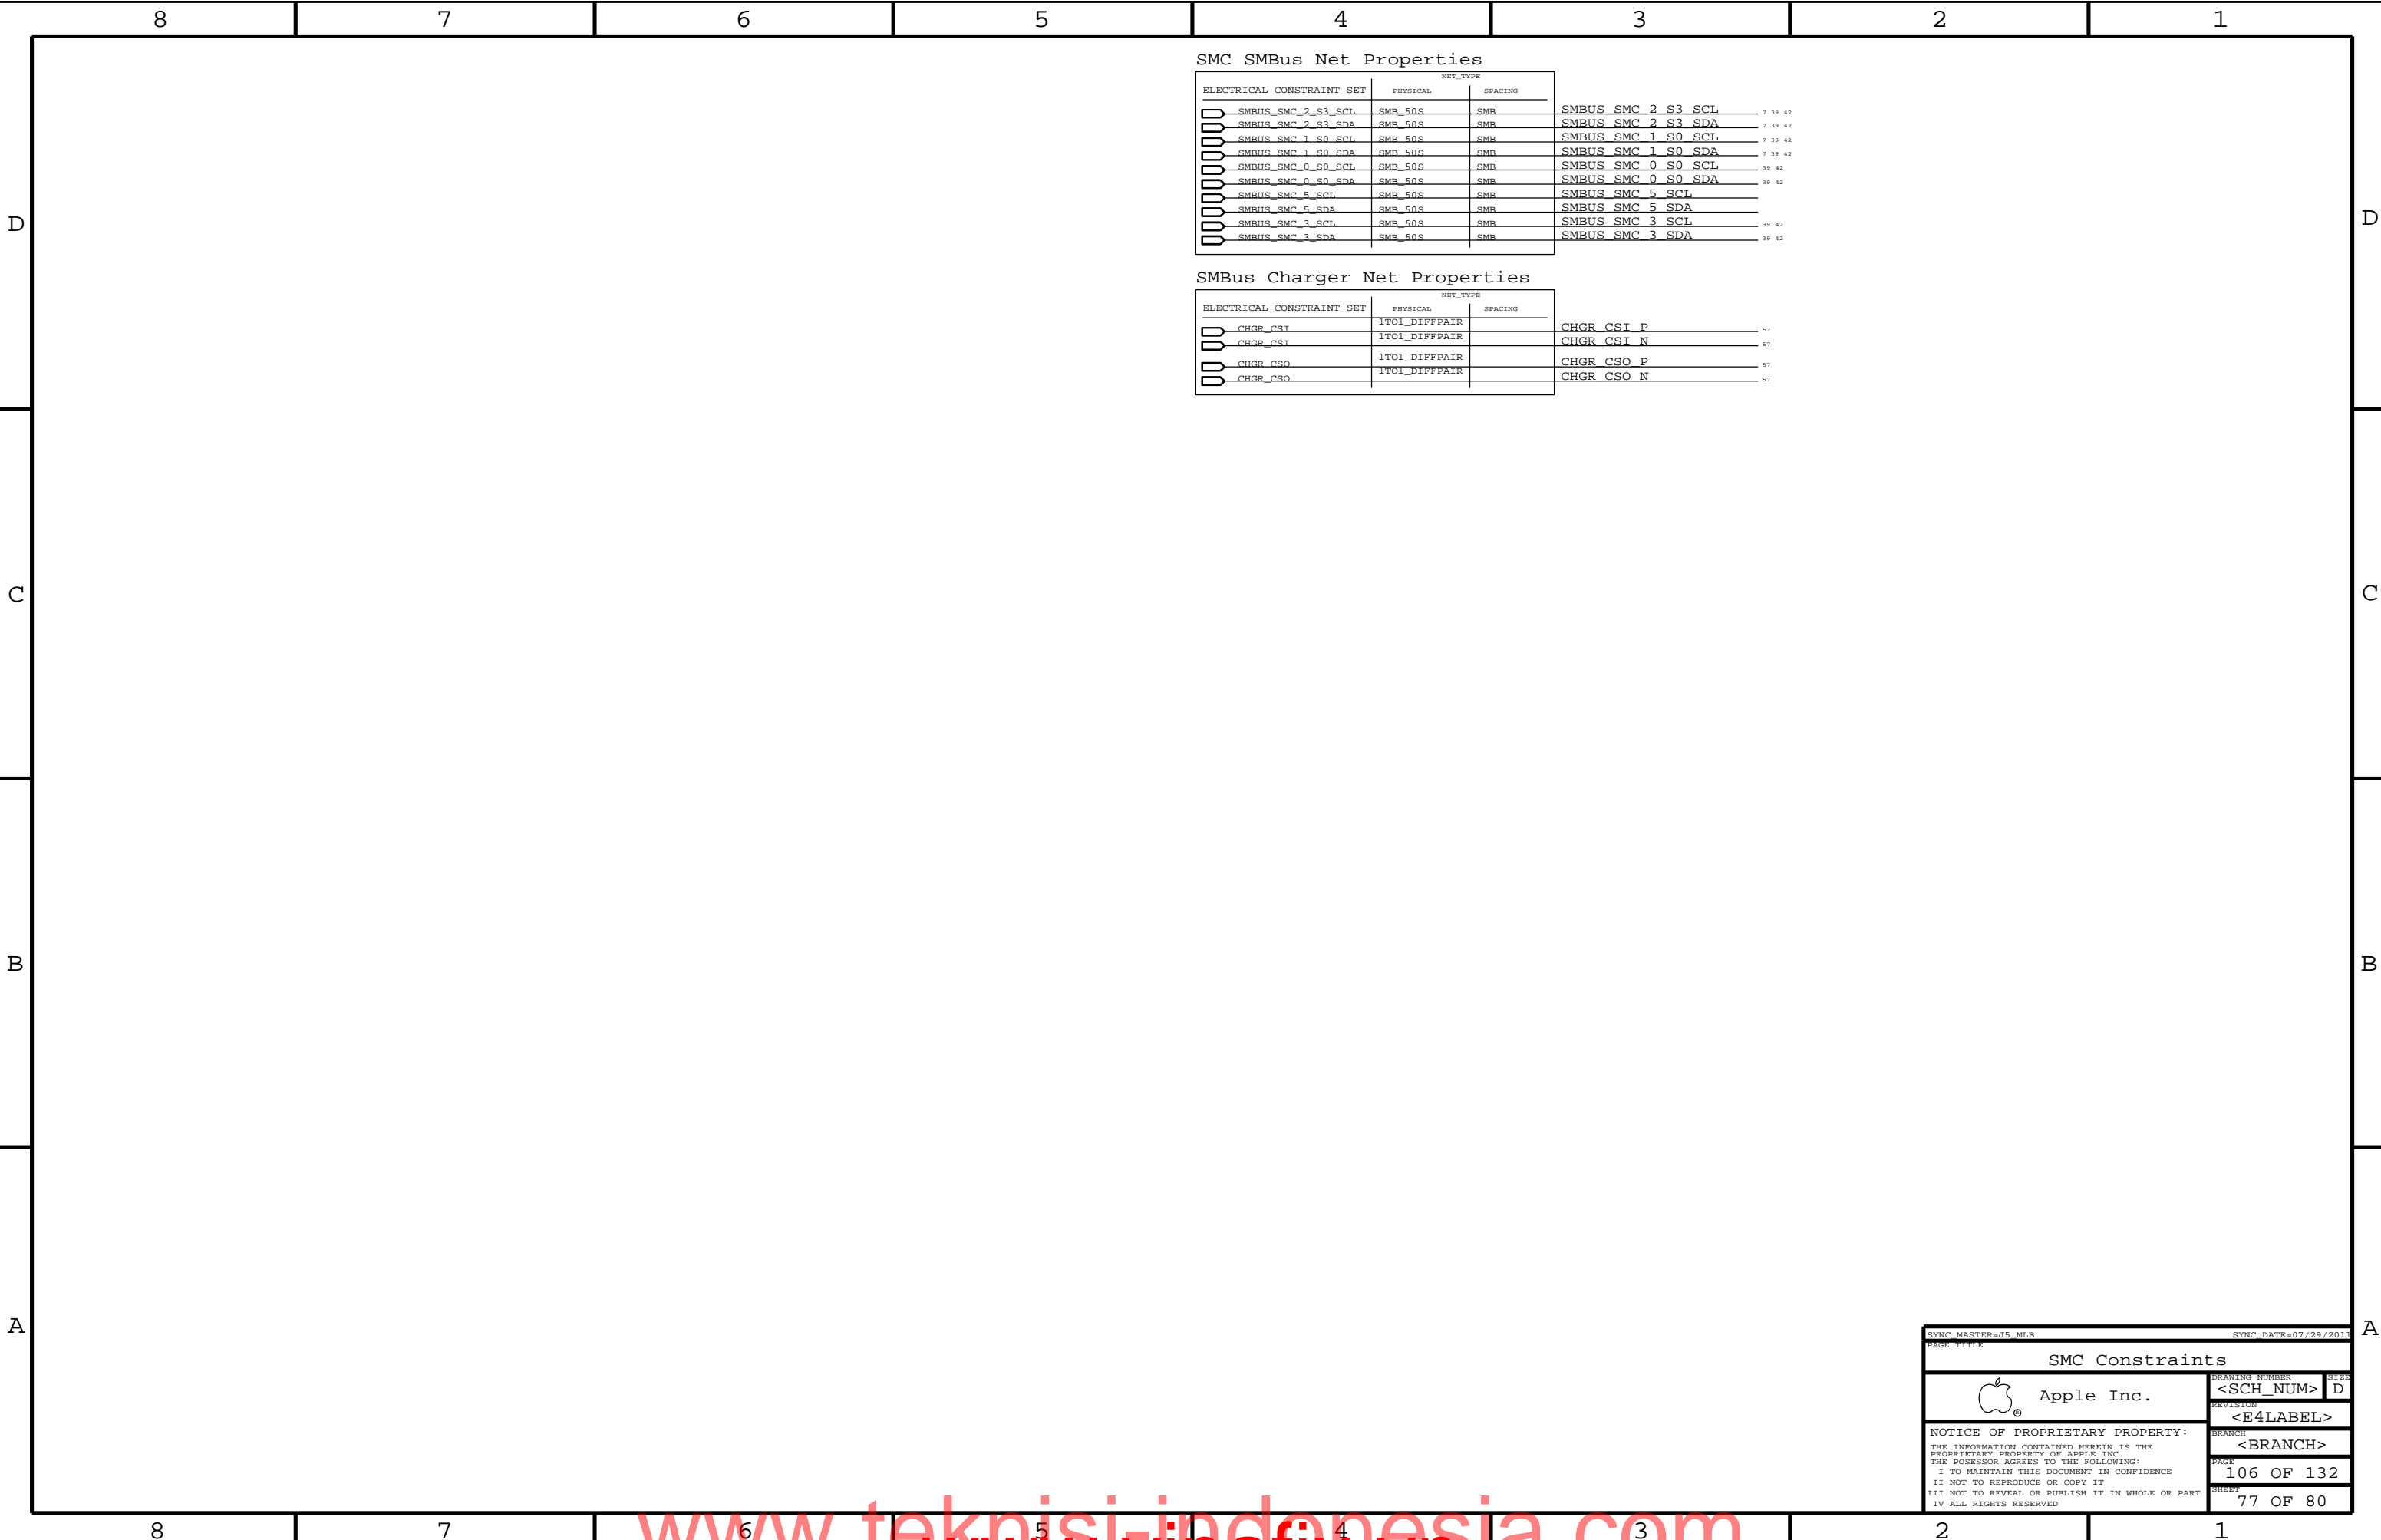 8 7 6 5 4 3 2 1
SMC SMBus Net Properties
NET_TYPE
ELECTRICAL_CONSTRAINT_SET PHYSICAL SPACING
SMBUS_SMC_2_S3_SCL SMB_50S SMB SMBUS_SMC_2_S3_SCL 7 39 42
SMBUS_SMC_2_S3_SDA SMB_50S SMB SMBUS_SMC_2_S3_SDA 7 39 42
SMBUS_SMC_1_S0_SCL SMB_50S SMB SMBUS_SMC_1_S0_SCL 7 39 42
SMBUS_SMC_1_S0_SDA SMB_50S SMB SMBUS_SMC_1_S0_SDA 7 39 42
SMBUS_SMC_0_S0_SCL SMB_50S SMB SMBUS_SMC_0_S0_SCL 39 42
SMBUS_SMC_0_S0_SDA SMB_50S SMB SMBUS_SMC_0_S0_SDA 39 42
SMBUS_SMC_5_SCL SMB_50S SMB SMBUS_SMC_5_SCL
SMBUS_SMC_5_SDA SMB_50S SMB SMBUS_SMC_5_SDA
SMBUS_SMC_3_SCL SMB_50S SMB SMBUS_SMC_3_SCL 39 42
SMBUS_SMC_3_SDA SMB_50S SMB SMBUS_SMC_3_SDA 39 42
D D
SMBus Charger Net Properties
NET_TYPE
ELECTRICAL_CONSTRAINT_SET PHYSICAL SPACING
CHGR_CSI 1TO1_DIFFPAIR CHGR_CSI_P 57
CHGR_CSI 1TO1_DIFFPAIR CHGR_CSI_N 57
CHGR_CSO 1TO1_DIFFPAIR CHGR_CSO_P 57
CHGR_CSO 1TO1_DIFFPAIR CHGR_CSO_N 57
C C
B B
A A
SYNC_MASTER=J5_MLB SYNC_DATE=07/29/2011
PAGE TITLE
SMC Constraints
Apple Inc.
®
DRAWING NUMBER SIZE
<SCH_NUM> D
REVISION
<E4LABEL>
NOTICE OF PROPRIETARY PROPERTY:
THE INFORMATION CONTAINED HEREIN IS THE
PROPRIETARY PROPERTY OF APPLE INC.
THE POSESSOR AGREES TO THE FOLLOWING:
I TO MAINTAIN THIS DOCUMENT IN CONFIDENCE
II NOT TO REPRODUCE OR COPY IT
III NOT TO REVEAL OR PUBLISH IT IN WHOLE OR PART
IV ALL RIGHTS RESERVED
BRANCH
<BRANCH>
PAGE
106 OF 132
SHEET
77 OF 80
www.teknisi-indonesia.com
8 7 6 5 4 3 2 1